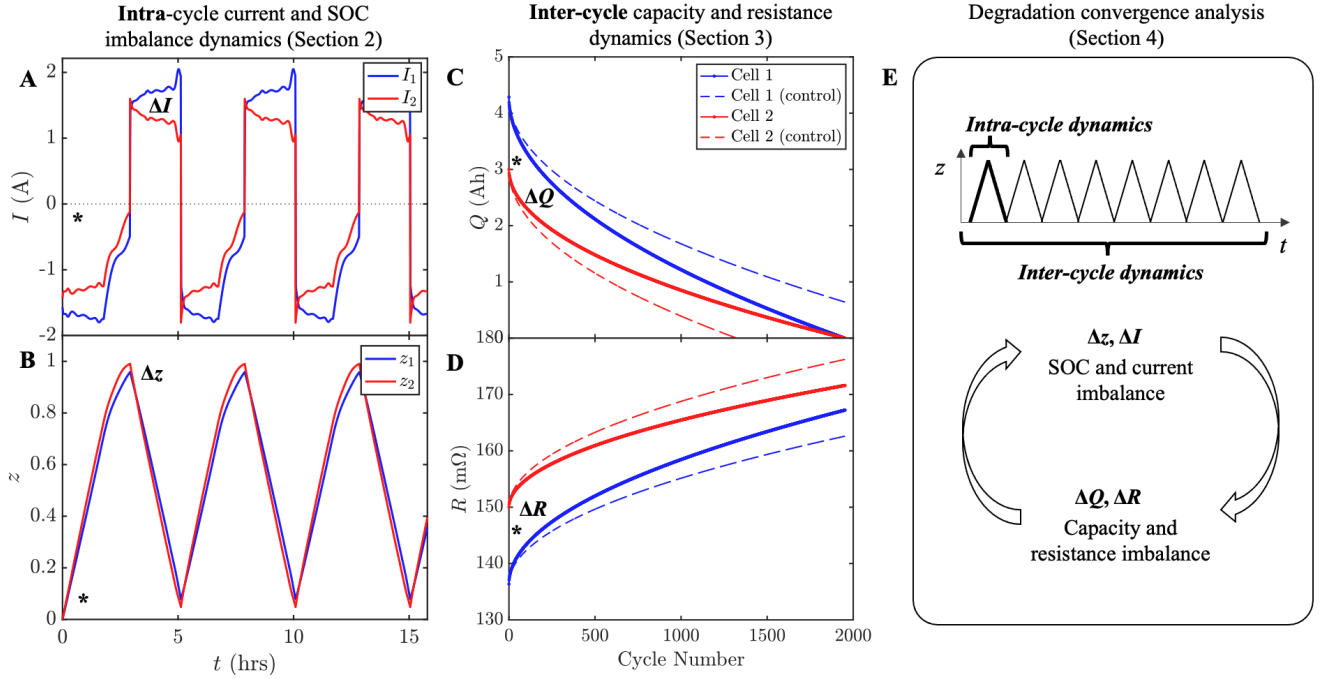 Intra-cycle current and SOC
imbalance dynamics (Section 2)
A
I₁
I₂
ΔI
*
2
1
0
-1
-2
I (A)
B
z₁
z₂
Δz
*
1
0.8
0.6
0.4
0.2
0
z
0
5
10
15
t (hrs)
Inter-cycle capacity and resistance
dynamics (Section 3)
C
Cell 1
Cell 1 (control)
Cell 2
Cell 2 (control)
*
ΔQ
5
4
3
2
1
Q (Ah)
D
ΔR
*
180
170
160
150
140
130
R (mΩ)
0
500
1000
1500
2000
Cycle Number
Degradation convergence analysis
(Section 4)
E
Intra-cycle dynamics
z
t
Inter-cycle dynamics
Δz, ΔI
SOC and current
imbalance
ΔQ, ΔR
Capacity and
resistance imbalance